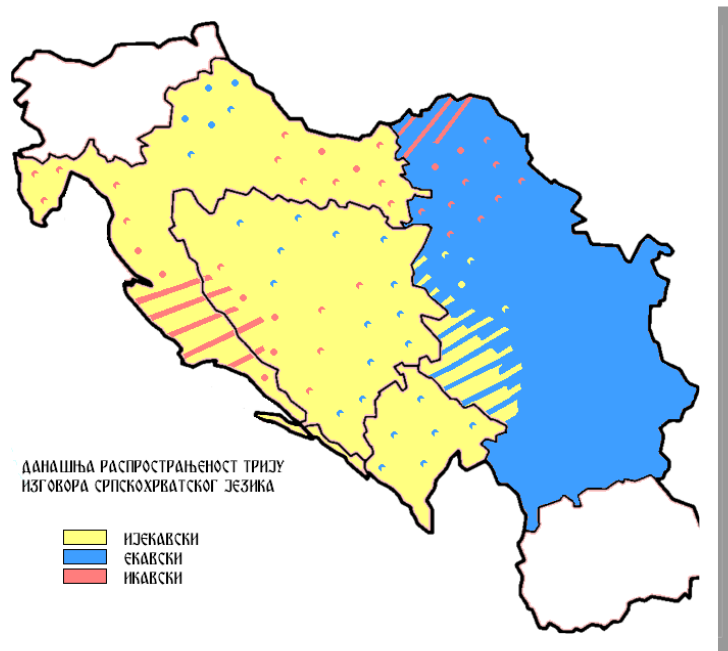 ДАНАШЊА РАСПРОСТРАЊЕНОСТ ТРИЈУ
ИЗГОВОРА СРПСКОХРВАТСКОГ ЈЕЗИКА
ИЈЕКАВСКИ
ЕКАВСКИ
ИКАВСКИ